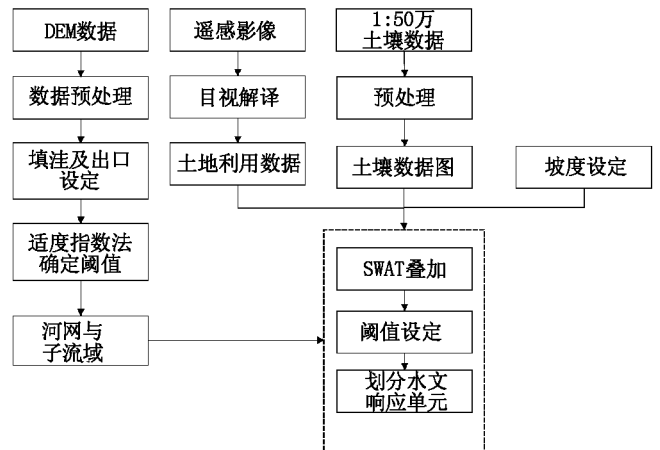 DEM数据
数据预处理
填洼及出口
设定
适度指数法
确定阈值
河网与
子流域
遥感影像
目视解译
土地利用数据
1:50万
土壤数据
预处理
土壤数据图
坡度设定
SWAT叠加
阈值设定
划分水文
响应单元